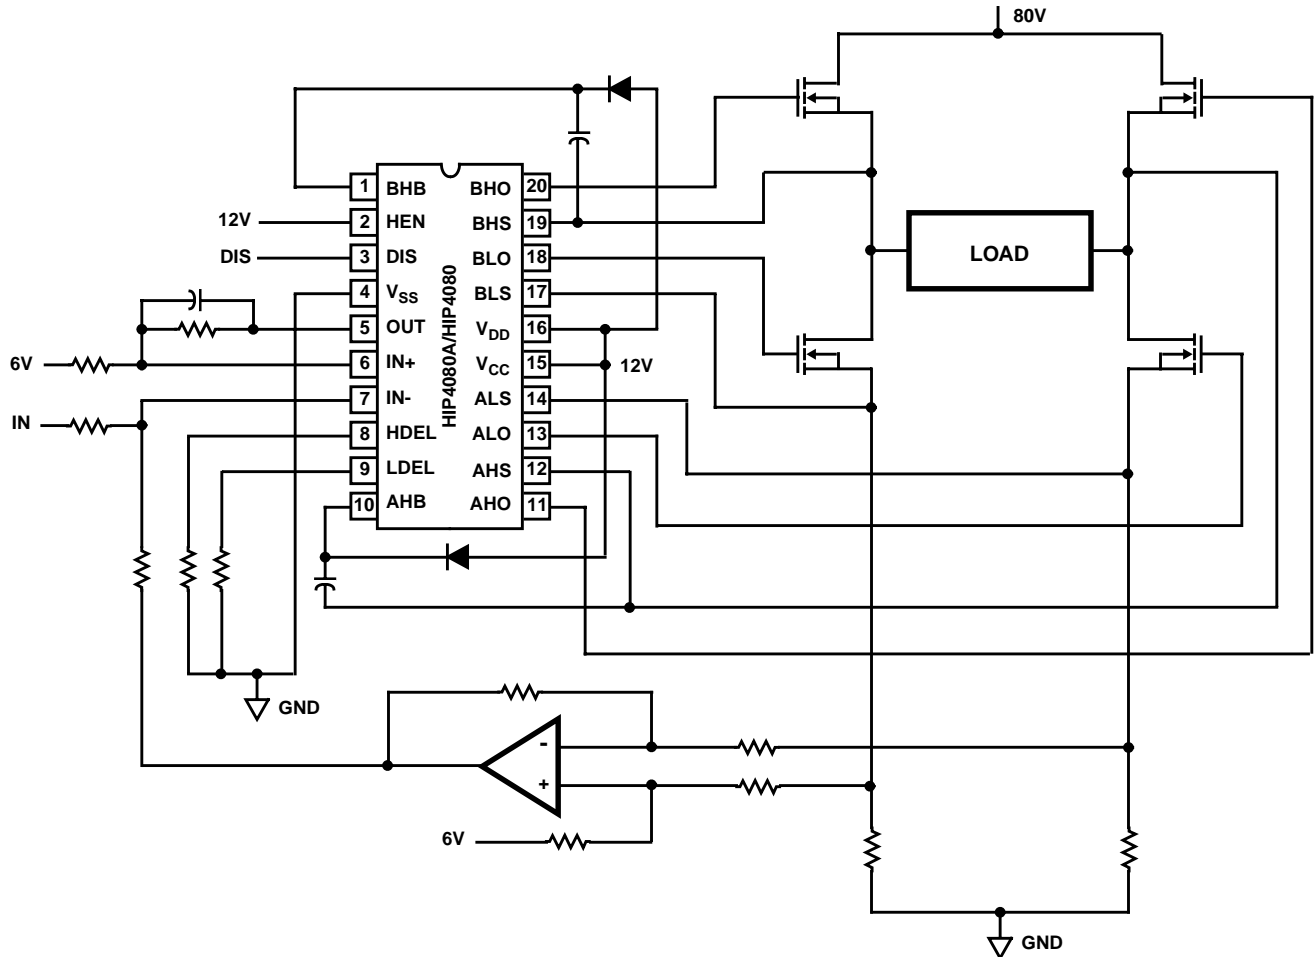 80V
1 BHB BHO 20
12V 2 HEN BHS 19
DIS 3 DIS BLO 18
4 VSS BLS 17
5 OUT VDD 16
6V 6 IN+ VCC 15 12V
IN 7 IN- ALS 14
8 HDEL ALO 13
9 LDEL AHS 12
10 AHB AHO 11
HIP4080A/HIP4080
LOAD
GND
-
+
6V
GND